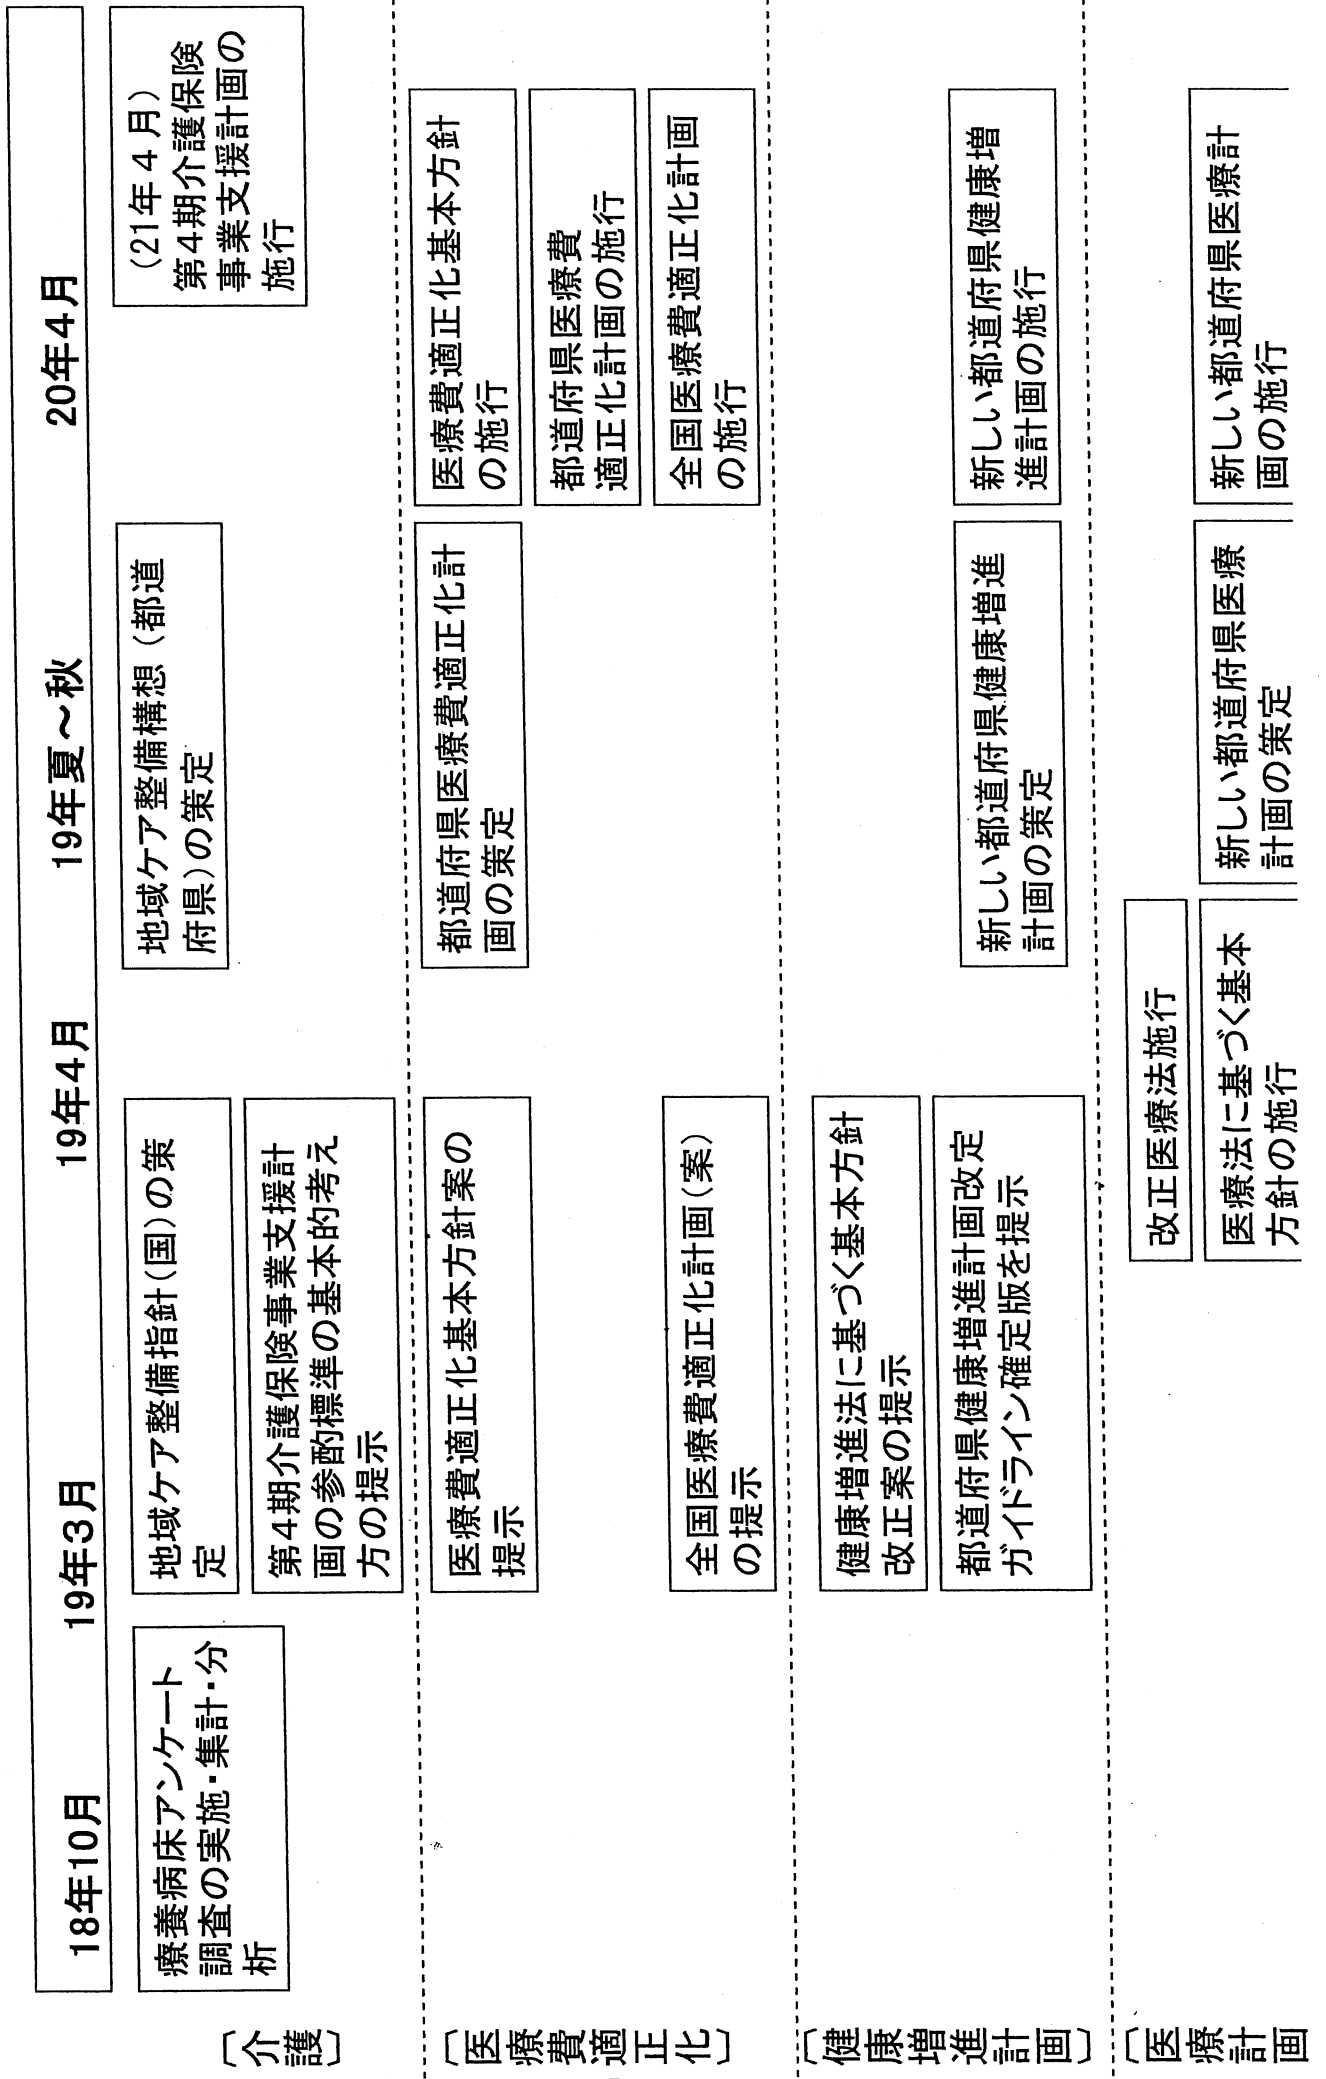 18年10月
19年3月
19年4月
19年夏～秋
20年4月
〔介護〕
療養病床アンケート
調査の実施・集計・分
析
地域ケア整備指針(国)の策
定
第4期介護保険事業支援計
画の参酌標準の基本的考え
方の提示
地域ケア整備構想(都道
府県)の策定
(21年4月)
第4期介護保険
事業支援計画の
施行
〔医療費適正化〕
医療費適正化基本方針案の
提示
全国医療費適正化計画(案)
の提示
都道府県医療費適正化計
画の策定
医療費適正化基本方針
の施行
都道府県医療費
適正化計画の施行
全国医療費適正化計画
の施行
〔健康増進計画〕
健康増進法に基づく基本方針
改正案の提示
都道府県健康増進計画改定
ガイドライン確定版を提示
新しい都道府県健康増進
計画の策定
新しい都道府県健康増
進計画の施行
〔医療計画
改正医療法施行
医療法に基づく基本
方針の施行
新しい都道府県医療
計画の策定
新しい都道府県医療計
画の施行